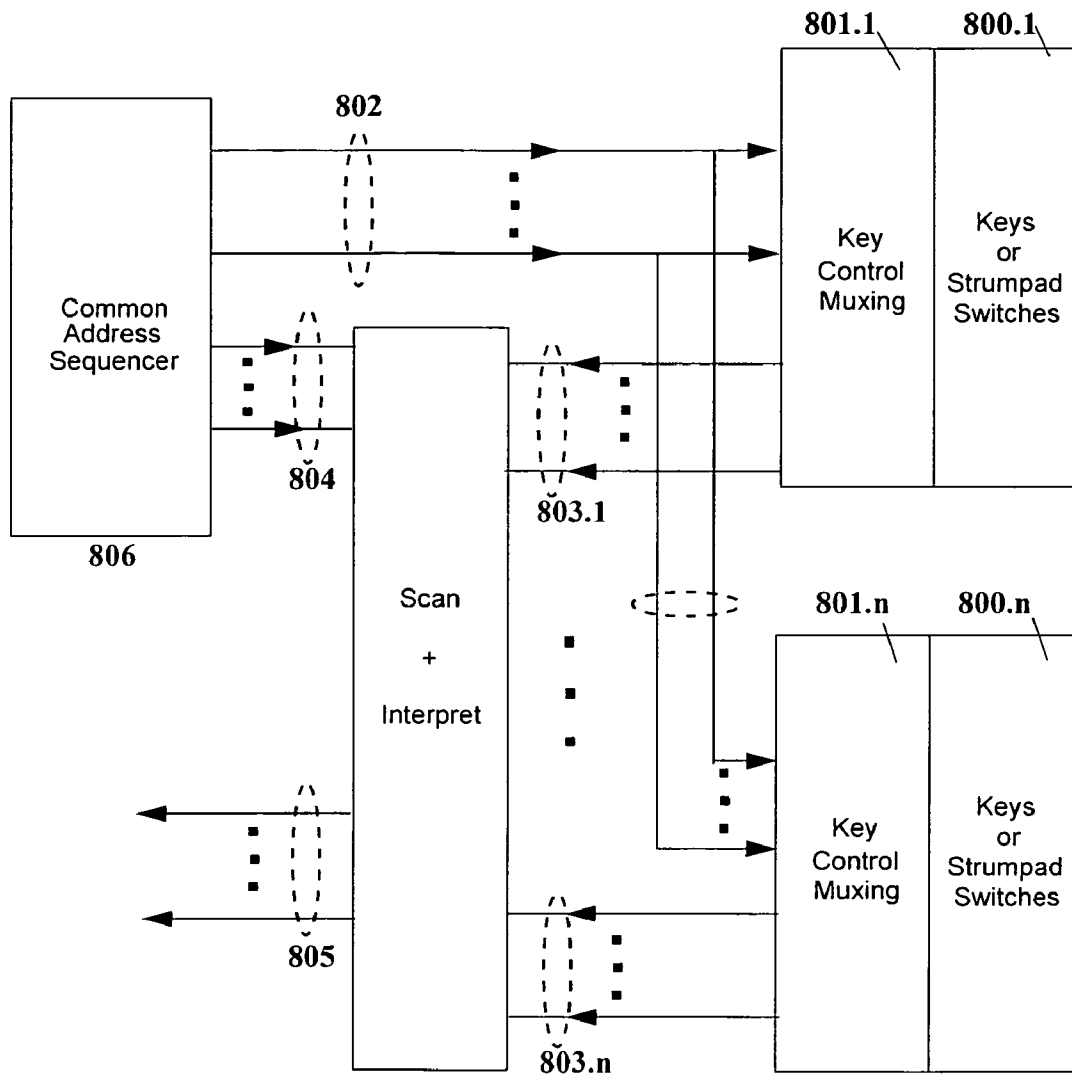 801.1
800.1
802
Common
Address
Sequencer
Key
Control
Muxing
Keys
or
Strumpad
Switches
804
803.1
806
Scan
+
Interpret
801.n
800.n
Key
Control
Muxing
Keys
or
Strumpad
Switches
805
803.n